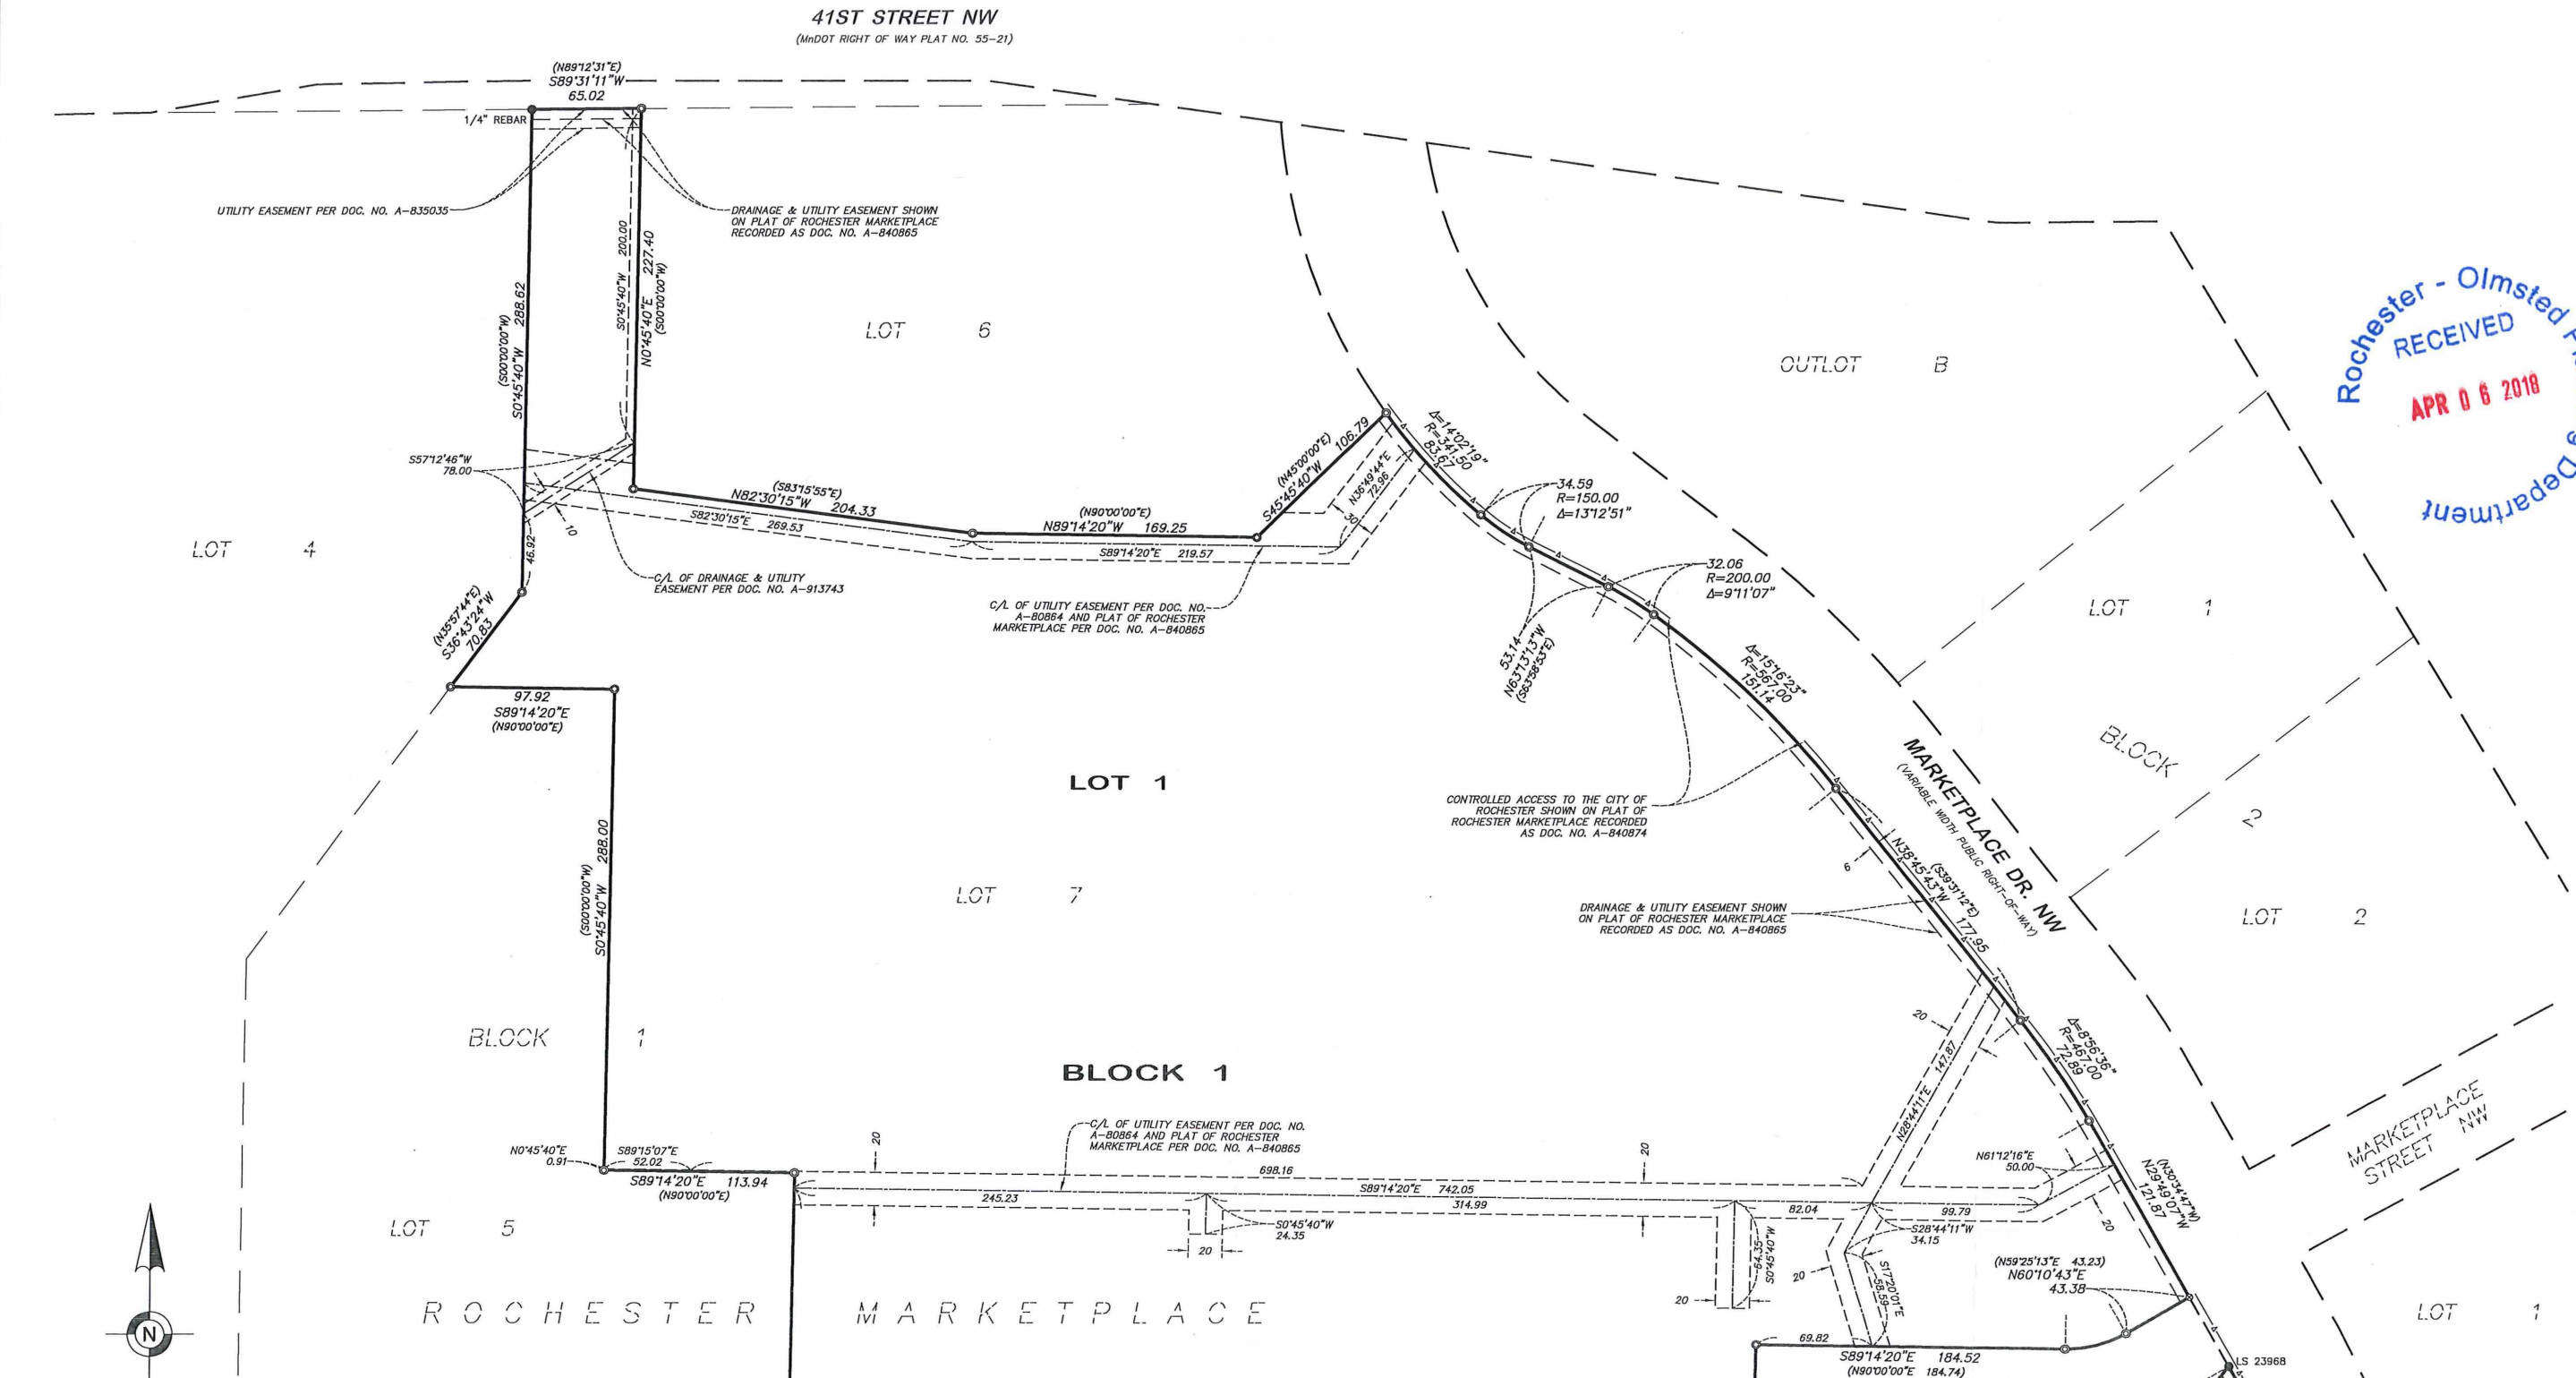 41ST STREET NW
(MnDOT RIGHT OF WAY PLAT NO. 55-21)
(N89°12'31"E)
S89°31'11"W
65.02
1/4" REBAR
UTILITY EASEMENT PER DOC. NO. A-835035
DRAINAGE & UTILITY EASEMENT SHOWN
ON PLAT OF ROCHESTER MARKETPLACE
RECORDED AS DOC. NO. A-840865
(S00°00'00"W)
S0°45'40"W 288.62
S0°45'40"W 200.00
N0°45'40"E 227.40
(S00°00'00"W)
LOT 6
OUTLOT B
Rochester - Olmsted
RECEIVED
APR 06 2018
Department
S57°12'46"W
78.00
10
46.92
LOT 4
(S83°15'55"E)
N82°30'15"W 204.33
S82°30'15"E 269.53
(N90°00'00"E)
N89°14'20"W 169.25
S89°14'20"E 219.57
(N45°00'00"E)
S45°45'40"W 106.79
N36°49'44"E
72.96
30
Δ=14°02'19"
R=341.50
83.67
34.59
R=150.00
Δ=13°12'51"
32.06
R=200.00
Δ=9°11'07"
53.14
N63°13'13"W
(S63°58'53"E)
C/L OF DRAINAGE & UTILITY
EASEMENT PER DOC. NO. A-913743
C/L OF UTILITY EASEMENT PER DOC. NO.
A-80864 AND PLAT OF ROCHESTER
MARKETPLACE PER DOC. NO. A-840865
(N35°57'44"E)
S36°43'24"W
70.83
97.92
S89°14'20"E
(N90°00'00"E)
LOT 1
Δ=15°16'23"
R=567.00
151.14
LOT 1
BLOCK 2
MARKETPLACE DR. NW
(VARIABLE WIDTH PUBLIC RIGHT-OF-WAY)
CONTROLLED ACCESS TO THE CITY OF
ROCHESTER SHOWN ON PLAT OF
ROCHESTER MARKETPLACE RECORDED
AS DOC. NO. A-840874
6
(S39°31'12"E)
N38°45'43"W 177.95
(S00°00'00"W)
S0°45'40"W 288.00
LOT 7
DRAINAGE & UTILITY EASEMENT SHOWN
ON PLAT OF ROCHESTER MARKETPLACE
RECORDED AS DOC. NO. A-840865
LOT 2
BLOCK 1
BLOCK 1
20
N28°44'11"E 147.87
Δ=8°56'36"
R=467.00
72.89
MARKETPLACE
STREET NW
C/L OF UTILITY EASEMENT PER DOC. NO.
A-80864 AND PLAT OF ROCHESTER
MARKETPLACE PER DOC. NO. A-840865
N0°45'40"E
0.91
S89°15'07"E
52.02
S89°14'20"E 113.94
(N90°00'00"E)
20
698.16
20
245.23
S89°14'20"E 742.05
314.99
82.04
99.79
N61°12'16"E
50.00
(N30°34'47"W)
N29°49'07"W
121.87
20
LOT 5
S0°45'40"W
24.35
20
64.35
S0°45'40"W
20
S28°44'11"W
34.15
20
S17°20'01"E
58.59
(N59°25'13"E 43.23)
N60°10'43"E
43.38
ROCHESTER MARKETPLACE
N
LOT 1
69.82
S89°14'20"E 184.52
(N90°00'00"E 184.74)
LS 23968